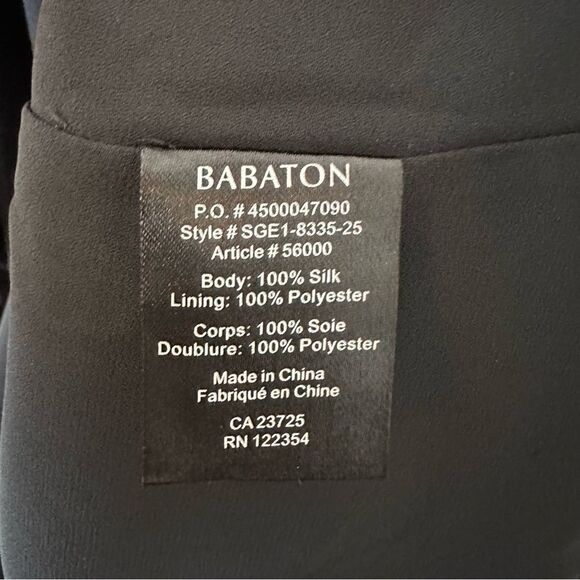 BABATON
P.O. # 4500047090
Style # SGE1-8335-25
Article # 56000
Body: 100% Silk
Lining: 100% Polyester
Corps: 100% Soie
Doublure: 100% Polyester
Made in China
Fabriqué en Chine
CA 23725
RN 122354